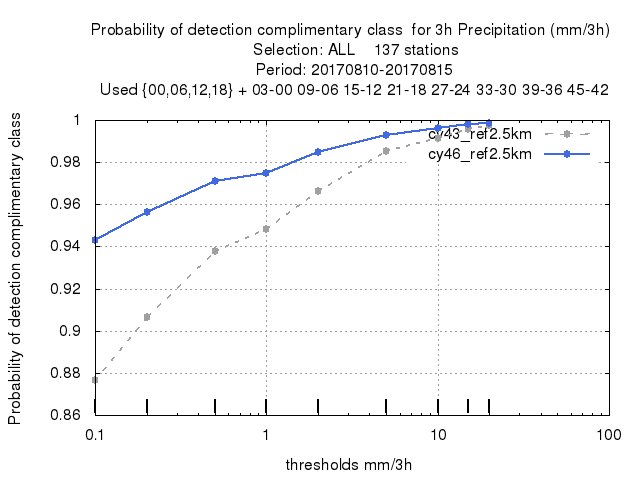 Probability of detection complimentary class  for 3h Precipitation (mm/3h)
Selection: ALL    137 stations
Period: 20170810-20170815
Used {00,06,12,18} + 03-00 09-06 15-12 21-18 27-24 33-30 39-36 45-42
Probability of detection complimentary class
1
0.98
0.96
0.94
0.92
0.9
0.88
0.86
cy43_ref2.5km
cy46_ref2.5km
0.1 1 10 100
thresholds mm/3h